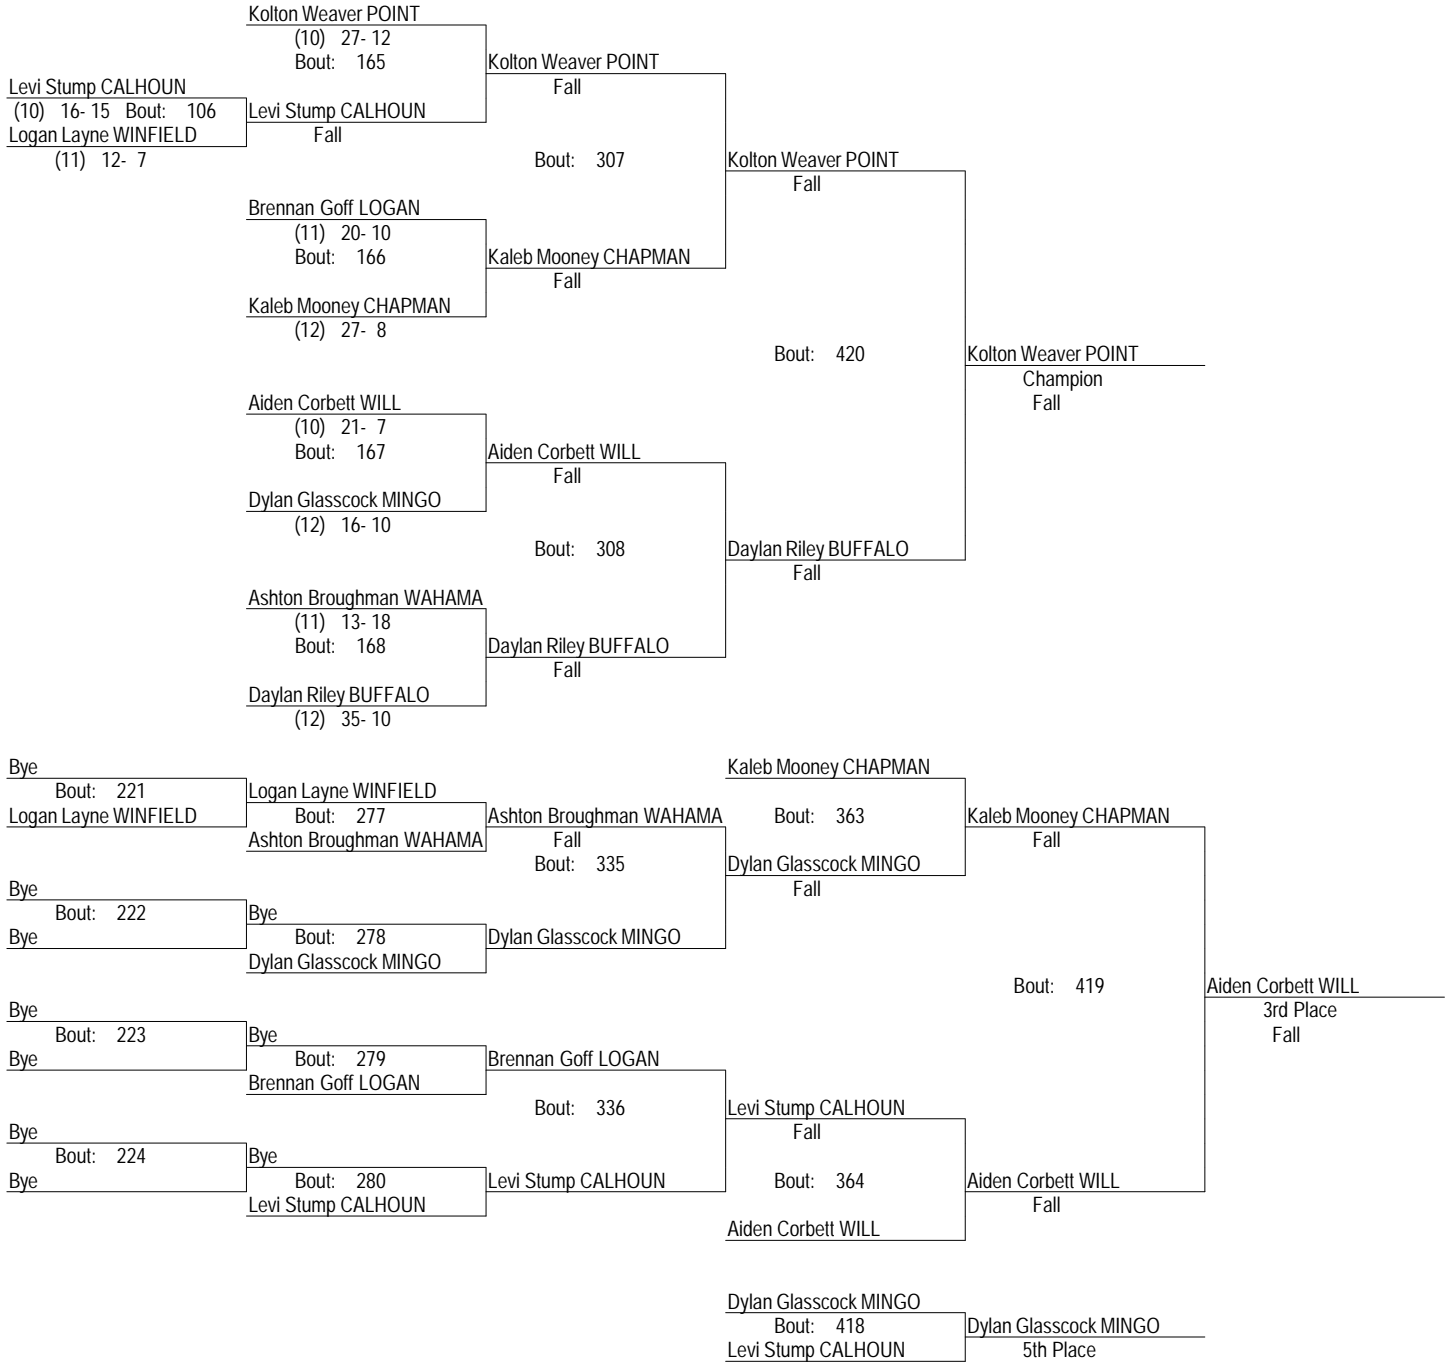 Kolton Weaver POINT
(10) 27- 12
Bout: 165
Kolton Weaver POINT
Fall
Levi Stump CALHOUN
(10) 16- 15 Bout: 106
Levi Stump CALHOUN
Fall
Logan Layne WINFIELD
(11) 12- 7
Bout: 307
Kolton Weaver POINT
Fall
Brennan Goff LOGAN
(11) 20- 10
Bout: 166
Kaleb Mooney CHAPMAN
Fall
Kaleb Mooney CHAPMAN
(12) 27- 8
Bout: 420
Kolton Weaver POINT
Champion
Fall
Aiden Corbett WILL
(10) 21- 7
Bout: 167
Aiden Corbett WILL
Fall
Dylan Glasscock MINGO
(12) 16- 10
Bout: 308
Daylan Riley BUFFALO
Fall
Ashton Broughman WAHAMA
(11) 13- 18
Bout: 168
Daylan Riley BUFFALO
Fall
Daylan Riley BUFFALO
(12) 35- 10
Bye
Bout: 221
Logan Layne WINFIELD
Logan Layne WINFIELD
Bout: 277
Ashton Broughman WAHAMA
Ashton Broughman WAHAMA
Fall
Bout: 335
Kaleb Mooney CHAPMAN
Bout: 363
Kaleb Mooney CHAPMAN
Fall
Dylan Glasscock MINGO
Fall
Bye
Bout: 222
Bye
Bye
Bout: 278
Dylan Glasscock MINGO
Dylan Glasscock MINGO
Bout: 419
Aiden Corbett WILL
3rd Place
Fall
Bye
Bout: 223
Bye
Bye
Bout: 279
Brennan Goff LOGAN
Brennan Goff LOGAN
Bout: 336
Levi Stump CALHOUN
Fall
Bye
Bout: 224
Bye
Bye
Bout: 280
Levi Stump CALHOUN
Levi Stump CALHOUN
Bout: 364
Aiden Corbett WILL
Fall
Aiden Corbett WILL
Dylan Glasscock MINGO
Bout: 418
Levi Stump CALHOUN
Dylan Glasscock MINGO
5th Place